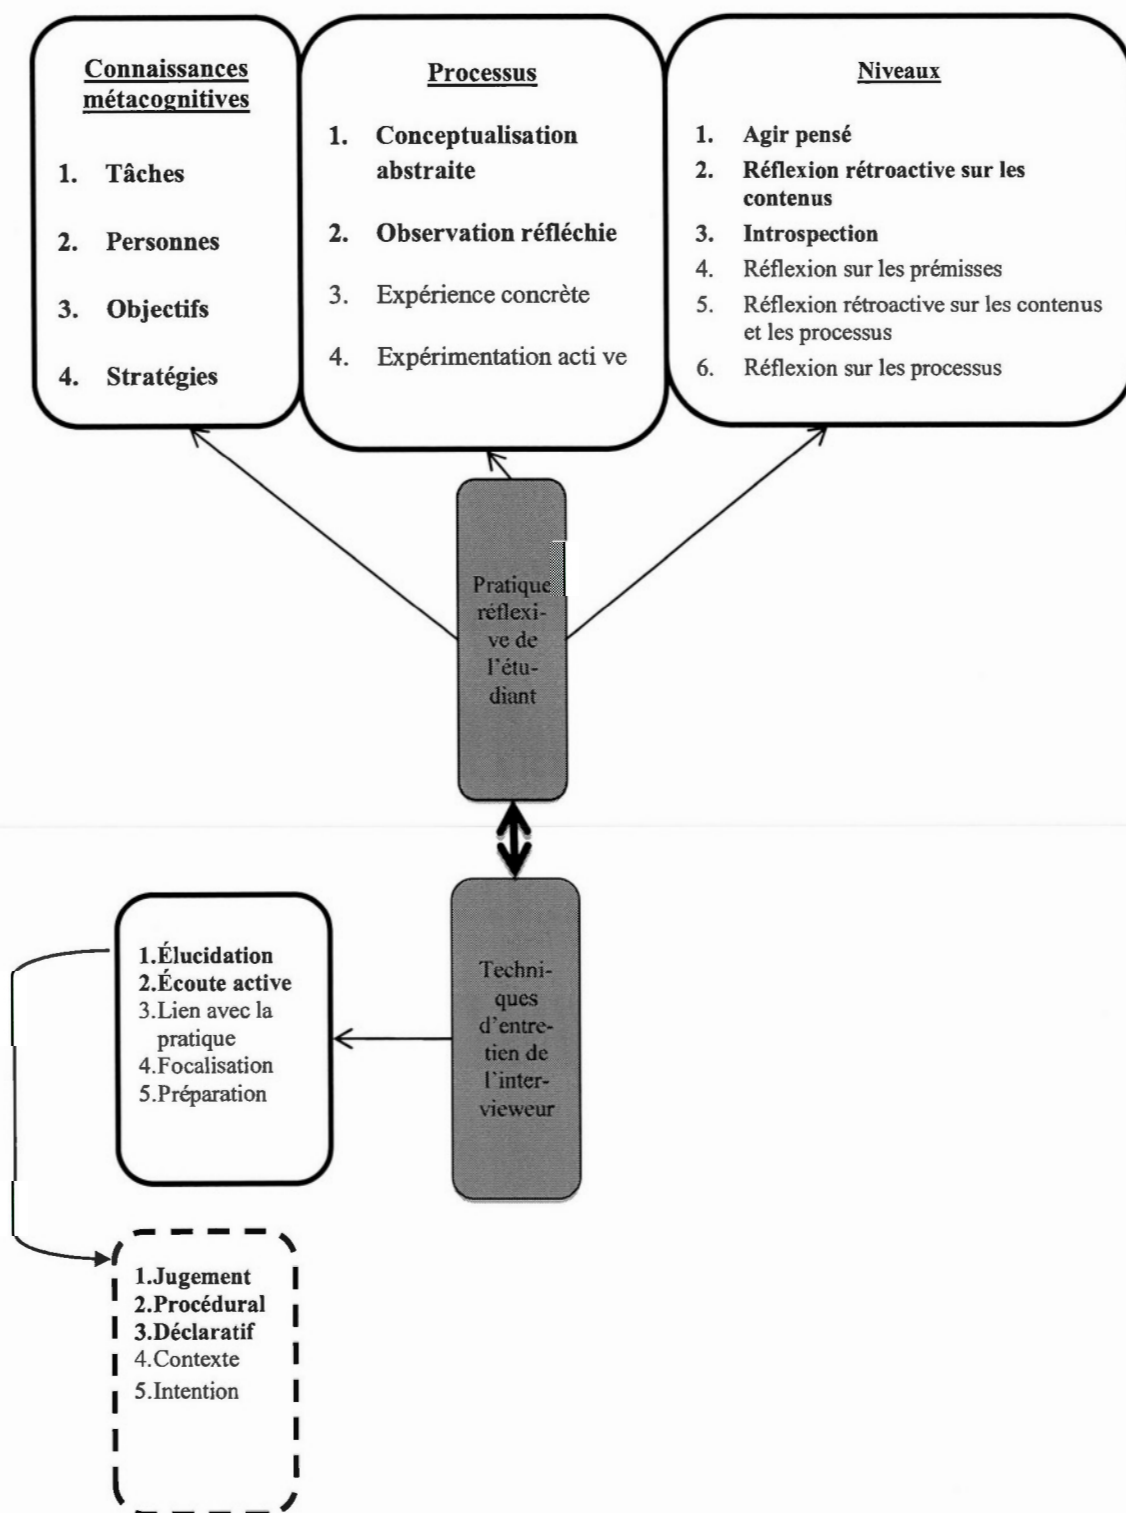 Connaissances
métacognitives
1. Tâches
2. Personnes
3. Objectifs
4. Stratégies
Processus
1. Conceptualisation
abstraite
2. Observation réfléchie
3. Expérience concrète
4. Expérimentation acti ve
Niveaux
1. Agir pensé
2. Réflexion rétroactive sur les
contenus
3. Introspection
4. Réflexion sur les prémisses
5. Réflexion rétroactive sur les contenus
et les processus
6. Réflexion sur les processus
Pratique
réflexi-
ve de
l'étu-
diant
1.Élucidation
2.Écoute active
3.Lien avec la
pratique
4.Focalisation
5.Préparation
Techni-
ques
d'entre-
tien de
l'inter-
vieweur
1.Jugement
2.Procédural
3.Déclaratif
4.Contexte
5.Intention